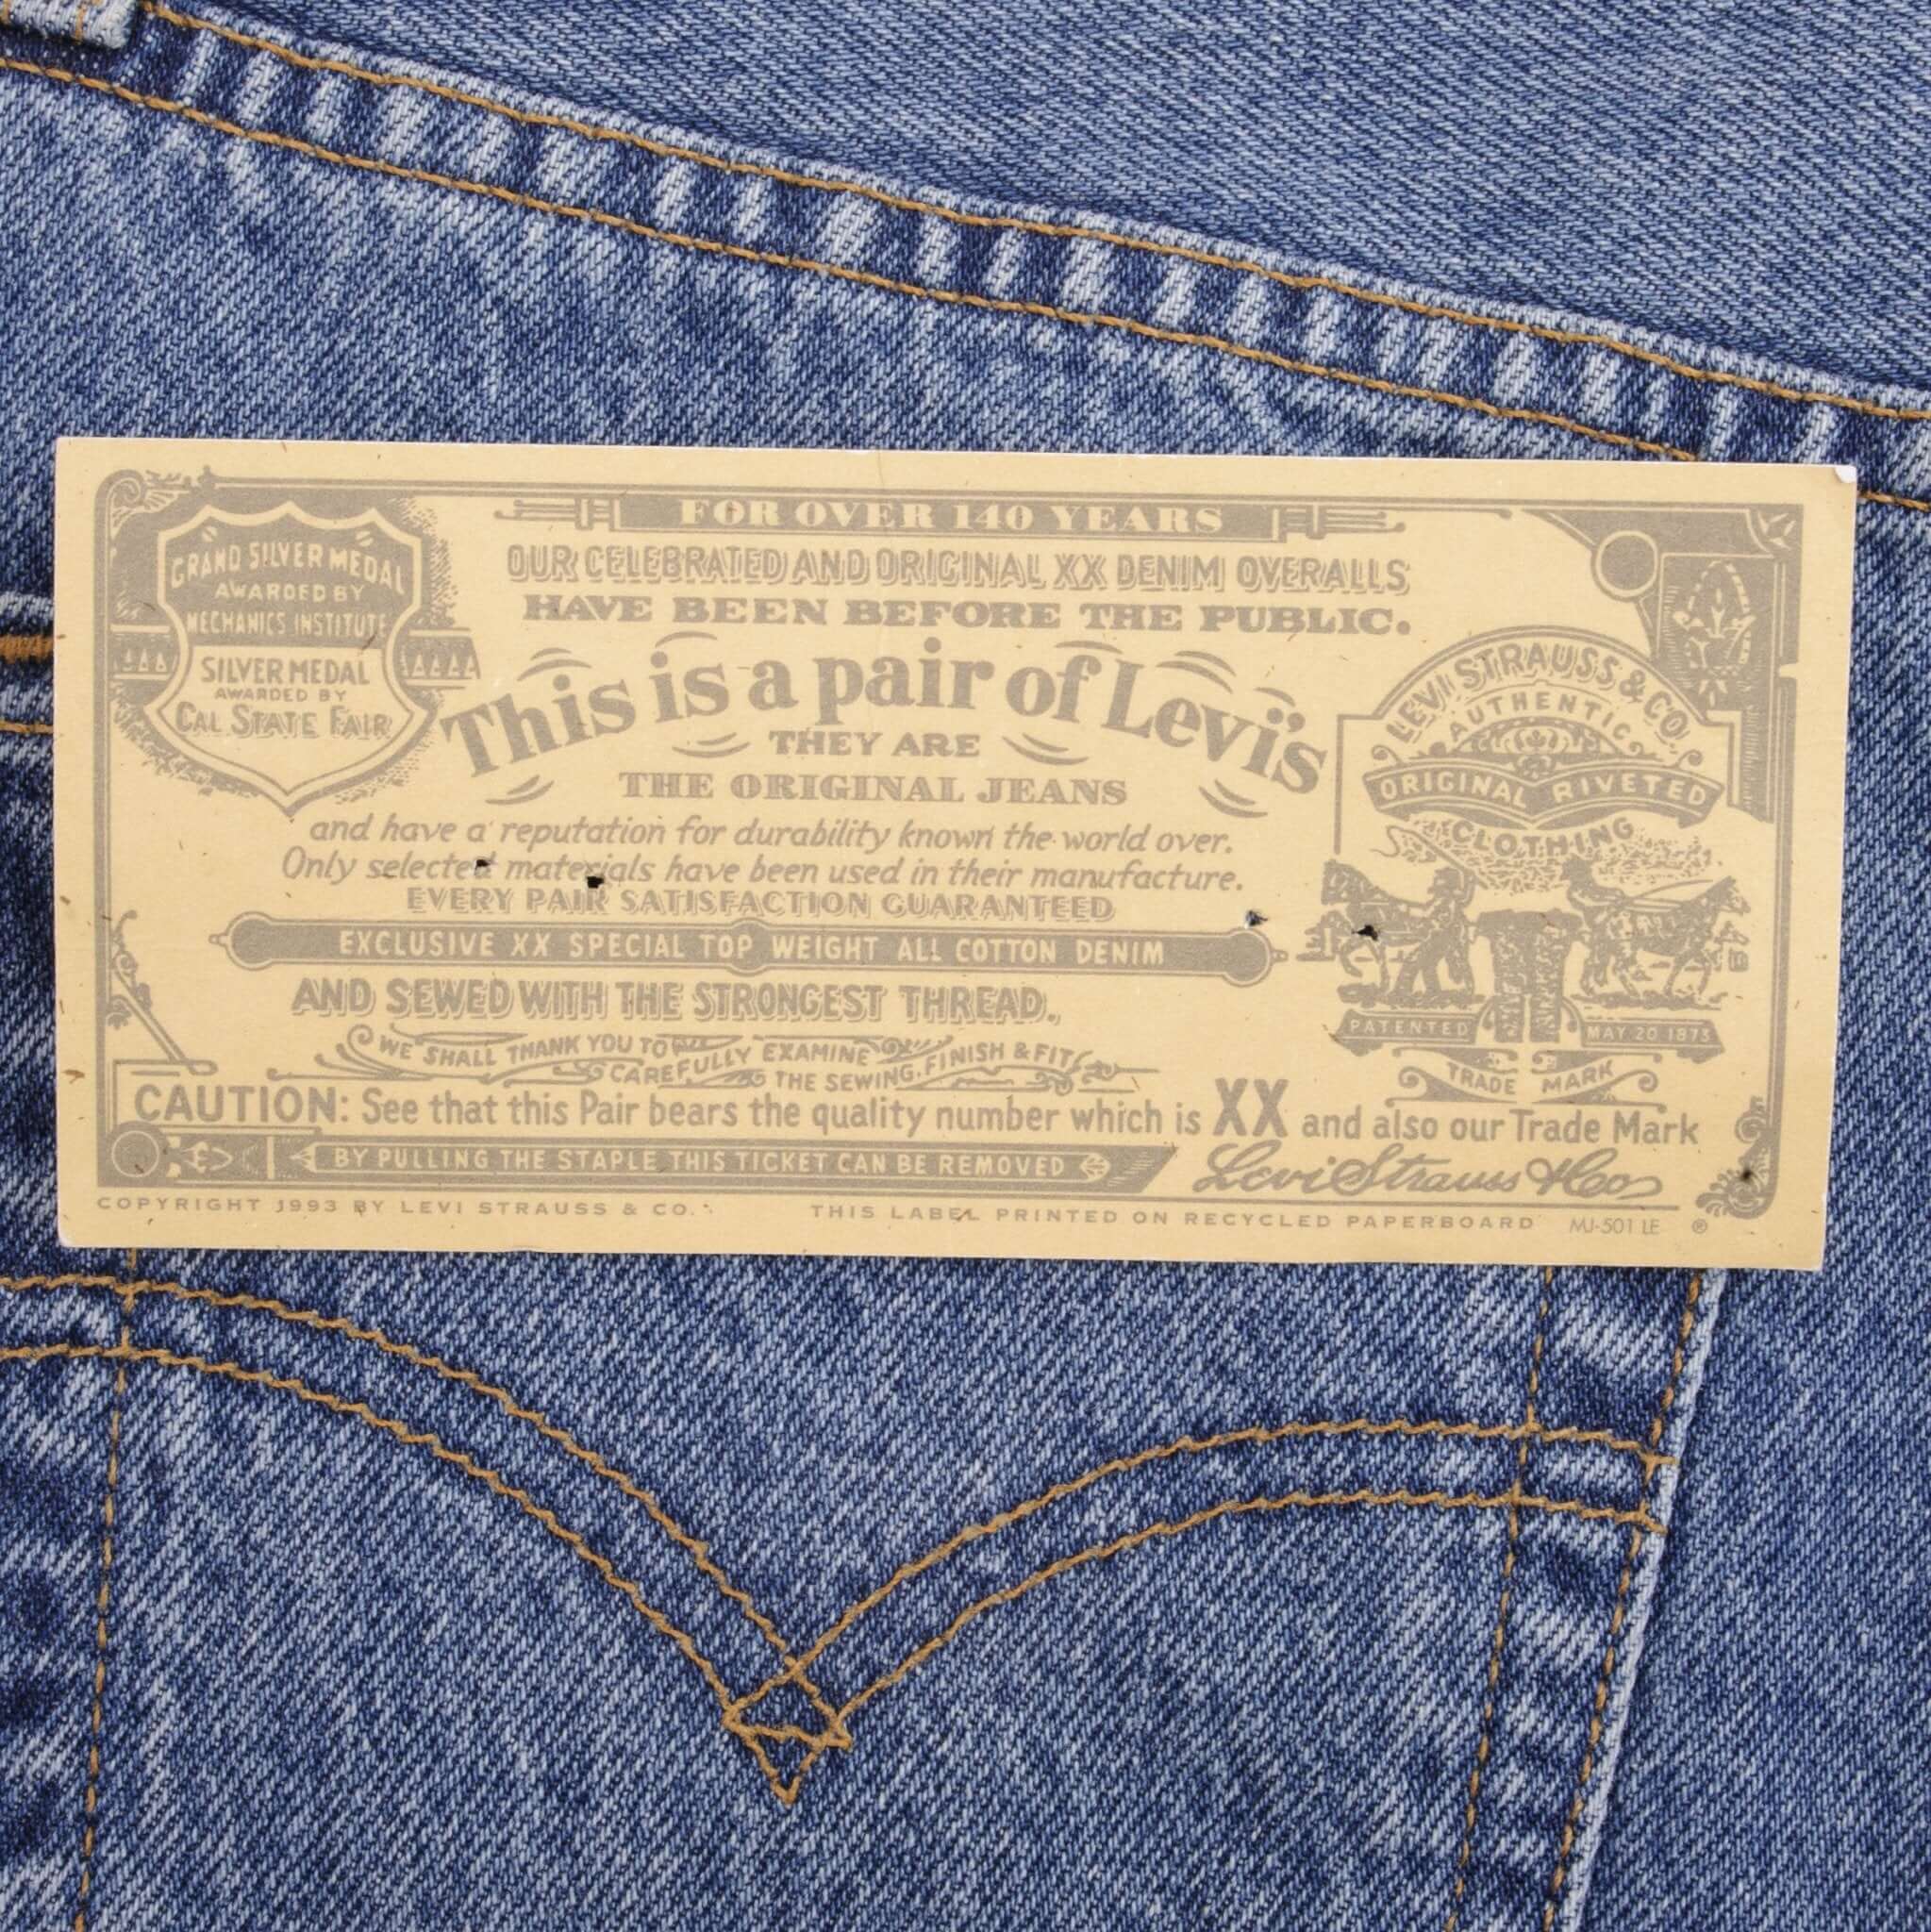 GRAND SILVER MEDAL
AWARDED BY
MECHANICS INSTITUTE
SILVER MEDAL
AWARDED BY
CAL STATE FAIR
FOR OVER 140 YEARS
OUR CELEBRATED AND ORIGINAL XX DENIM OVERALLS
HAVE BEEN BEFORE THE PUBLIC.
This is a pair of Levi's
THEY ARE
THE ORIGINAL JEANS
and have a reputation for durability known the world over.
Only selected materials have been used in their manufacture.
EVERY PAIR SATISFACTION GUARANTEED
EXCLUSIVE XX SPECIAL TOP WEIGHT ALL COTTON DENIM
AND SEWED WITH THE STRONGEST THREAD.
WE SHALL THANK YOU TO
CAREFULLY EXAMINE
THE SEWING, FINISH & FIT
LEVI STRAUSS & CO.
AUTHENTIC
ORIGINAL RIVETED
CLOTHING
PATENTED MAY 20 1873
TRADE MARK
CAUTION: See that this Pair bears the quality number which is XX and also our Trade Mark
BY PULLING THE STAPLE THIS TICKET CAN BE REMOVED
Levi Strauss & Co
COPYRIGHT 1993 BY LEVI STRAUSS & CO. THIS LABEL PRINTED ON RECYCLED PAPERBOARD MJ-501 LE ®